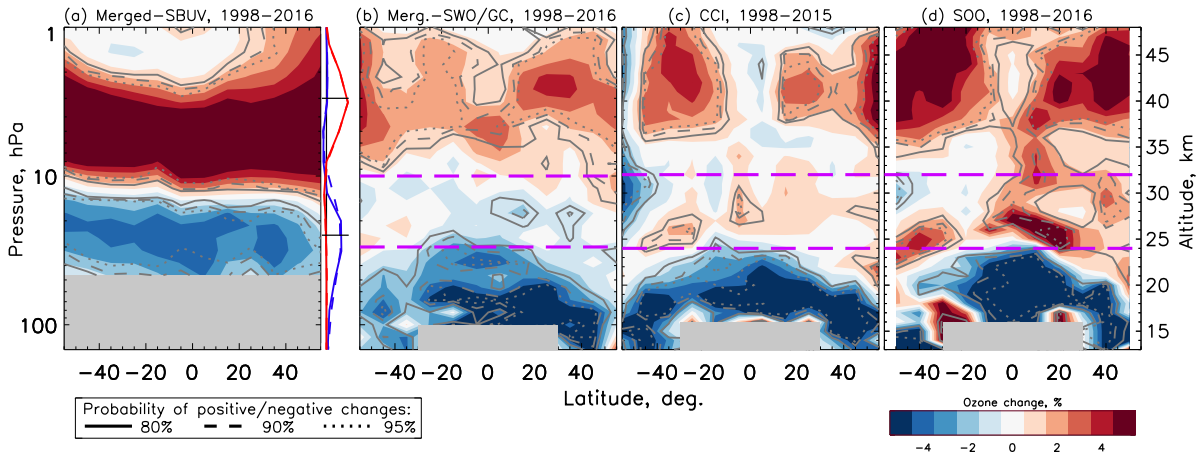 (a) Merged-SBUV, 1998-2016
(b) Merg.-SWO/GC, 1998-2016
(c) CCI, 1998-2015
(d) SOO, 1998-2016
Pressure, hPa
1
10
100
45
40
35
30
25
20
15
Altitude, km
-40 -20 0 20 40
-40 -20 0 20 40
-40 -20 0 20 40
-40 -20 0 20 40
Latitude, deg.
Probability of positive/negative changes:
80% 90% 95%
Ozone change, %
-4 -2 0 2 4